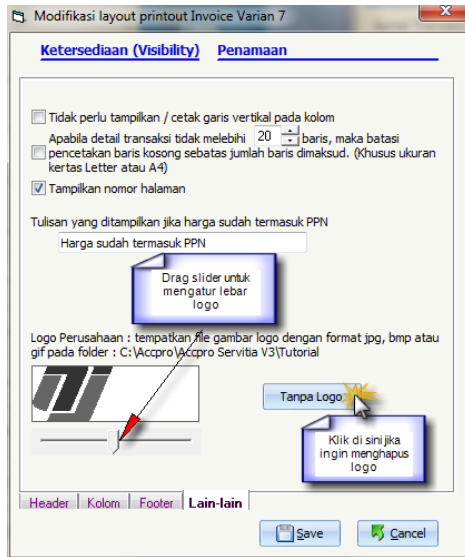 Modifikasi layout printout Invoice Varian 7
Ketersediaan (Visibility) Penamaan
Tidak perlu tampilkan / cetak garis vertikal pada kolom
Apabila detail transaksi tidak melebihi 20 baris, maka batasi
pencetakan baris kosong sebatas jumlah baris dimaksud. (Khusus ukuran
kertas Letter atau A4)
Tampilkan nomor halaman
Tulisan yang ditampilkan jika harga sudah termasuk PPN
Harga sudah termasuk PPN
Drag slider untuk
mengatur lebar
logo
Logo Perusahaan : tempatkan file gambar logo dengan format jpg, bmp atau
gif pada folder : C:\Accpro\Accpro Servitia V3\Tutorial
Tanpa Logo
Klik di sini jika
ingin menghapus
logo
Header Kolom Footer Lain-lain
Save Cancel